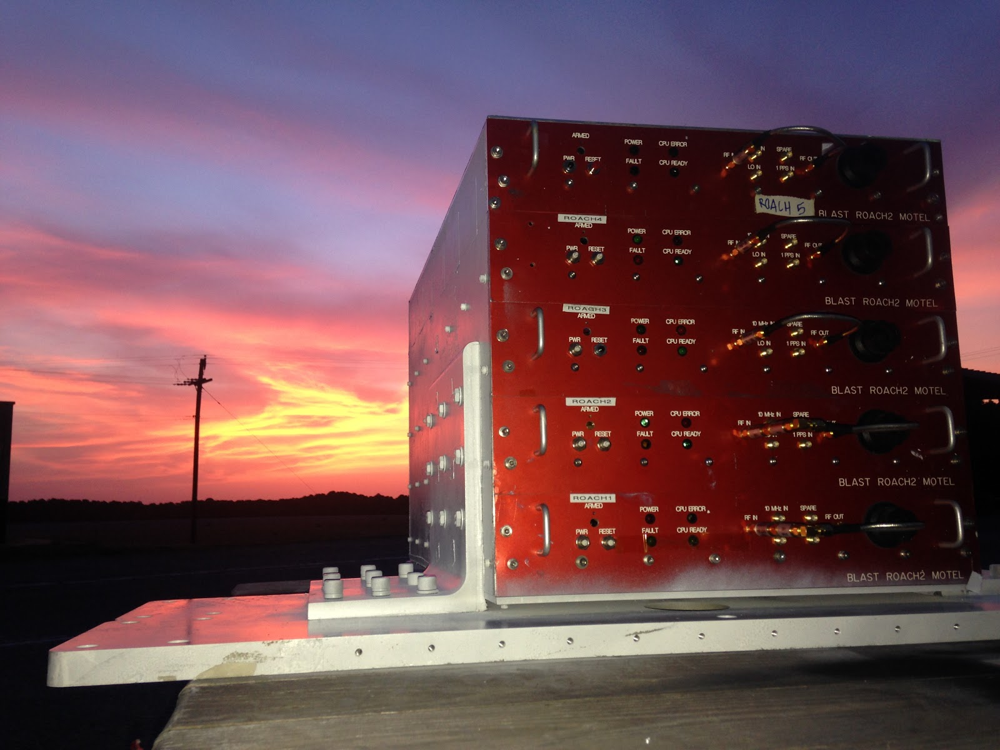 ARMED
POWER CPU ERROR
PWR RESET FAULT CPU READY
RF IN IN SPARE RF OUT
LO IN 1 PPS IN
ROACH 5
BLAST ROACH2 MOTEL
ROACH4
ARMED
POWER CPU ERROR
PWR RESET FAULT CPU READY
RF IN IN SPARE RF OUT
LO IN 1 PPS IN
BLAST ROACH2 MOTEL
ROACH3
ARMED
POWER CPU ERROR
PWR RESET FAULT CPU READY
RF IN 10 MHz IN SPARE RF OUT
LO IN 1 PPS IN
BLAST ROACH2 MOTEL
ROACH2
ARMED
POWER CPU ERROR
PWR RESET FAULT CPU READY
RF IN 10 MHz IN SPARE
1 PPS IN
BLAST ROACH2 MOTEL
ROACH1
ARMED
POWER CPU ERROR
PWR RESET FAULT CPU READY
RF IN 10 MHz IN SPARE RF OUT
BLAST ROACH2 MOTEL